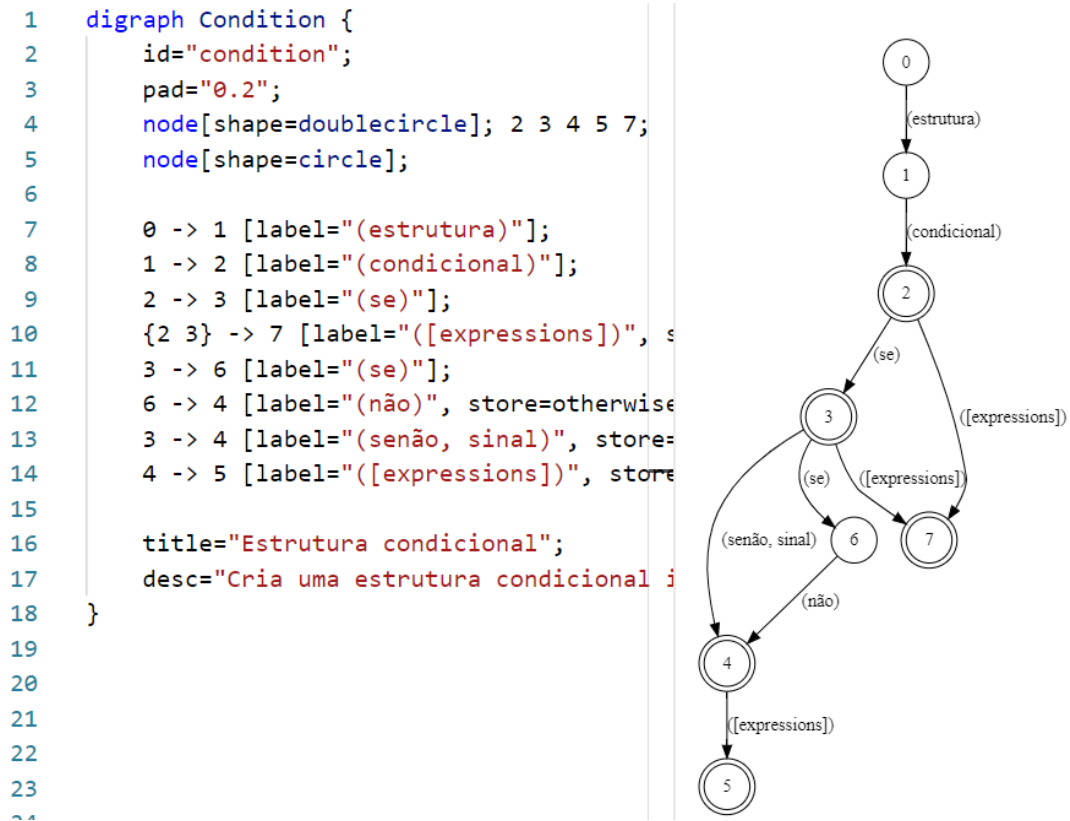 1 digraph Condition {
2 id="condition";
3 pad="0.2";
4 node[shape=doublecircle]; 2 3 4 5 7;
5 node[shape=circle];
6
7 0 -> 1 [label="(estrutura)"];
8 1 -> 2 [label="(condicional)"];
9 2 -> 3 [label="(se)"];
10 {2 3} -> 7 [label="([expressions])", s
11 3 -> 6 [label="(se)"];
12 6 -> 4 [label="(não)", store=otherwise
13 3 -> 4 [label="(senão, sinal)", store=
14 4 -> 5 [label="([expressions])", store
15
16 title="Estrutura condicional";
17 desc="Cria uma estrutura condicional i
18 }
19
20
21
22
23
24
0
(estrutura)
1
(condicional)
2
(se)
3
([expressions])
(se)
([expressions])
(senão, sinal)
6
7
(não)
4
([expressions])
5